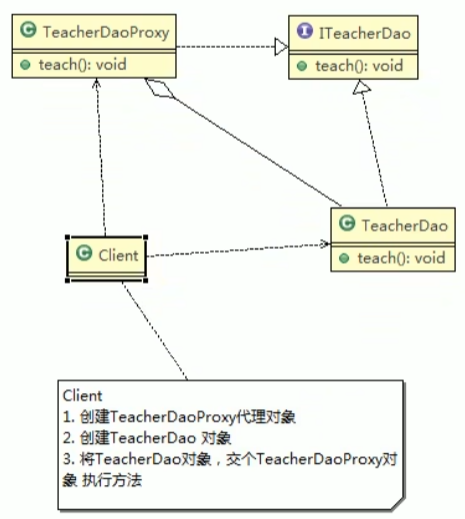 TeacherDaoProxy
teach(): void
ITeacherDao
teach(): void
Client
TeacherDao
teach(): void
Client
1. 创建TeacherDaoProxy代理对象
2. 创建TeacherDao 对象
3. 将TeacherDao对象，交个TeacherDaoProxy对
象 执行方法